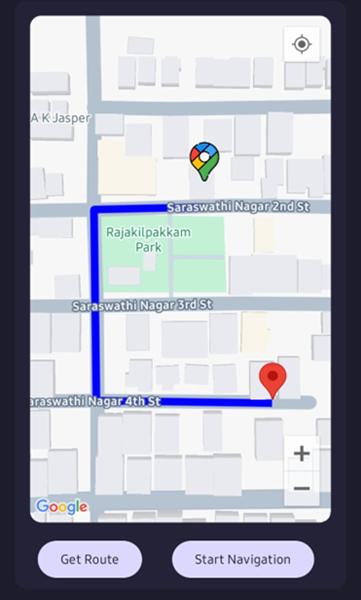 A K Jasper
Saraswathi Nagar 2nd St
Rajakilpakkam
Park
Saraswathi Nagar 3rd St
araswathi Nagar 4th St
+
−
Google
Get Route
Start Navigation